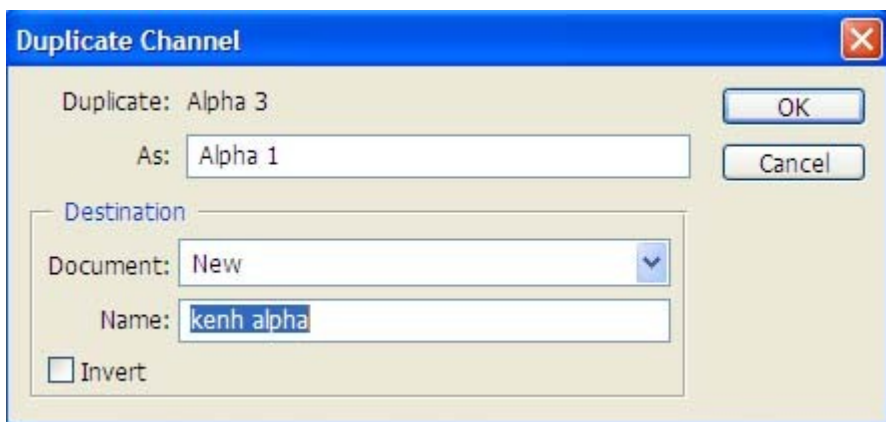 Duplicate Channel
Duplicate: Alpha 3
OK
As: Alpha 1
Cancel
Destination
Document: New
Name: kenh alpha
Invert